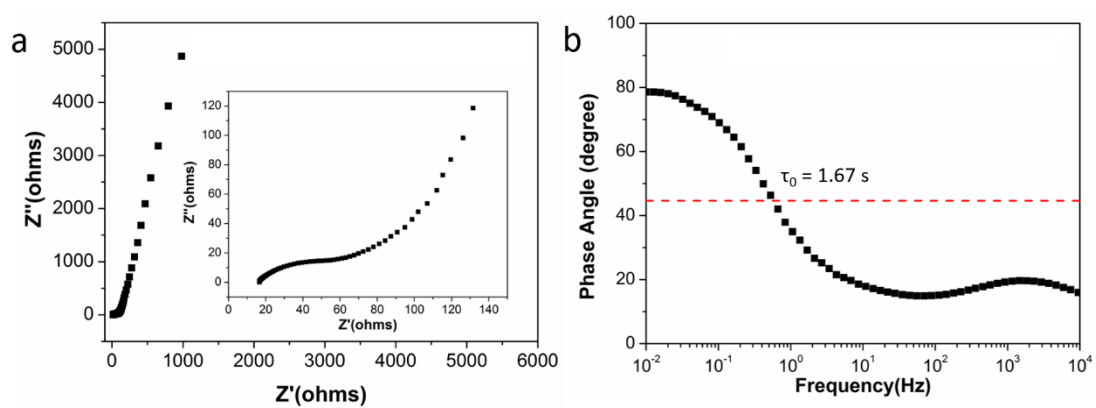 a
Z''(ohms)
5000
4000
3000
2000
1000
0
0 1000 2000 3000 4000 5000 6000
Z'(ohms)
Z''(ohms)
120
100
80
60
40
20
0
0 20 40 60 80 100 120 140
Z'(ohms)
b
Phase Angle (degree)
100
80
60
40
20
0
τ₀ = 1.67 s
10⁻² 10⁻¹ 10⁰ 10¹ 10² 10³ 10⁴
Frequency(Hz)